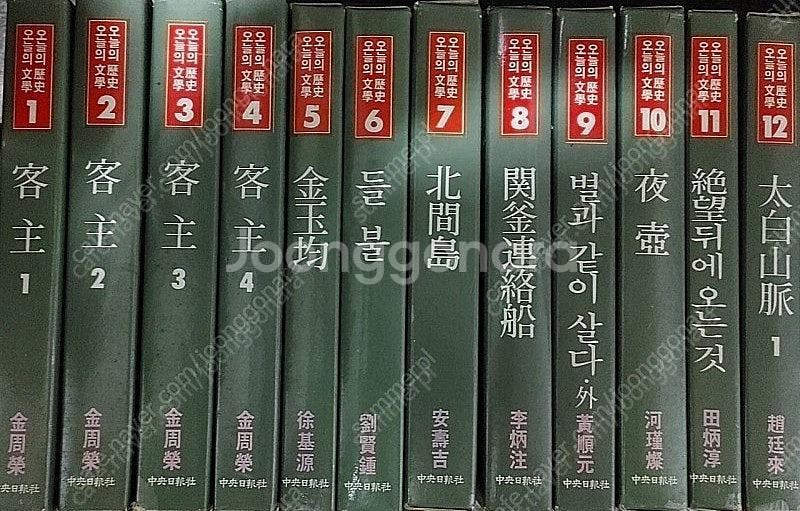 오늘의 歷史
오늘의 文學
1
客主
1
金周榮
오늘의 歷史
오늘의 文學
2
客主
2
金周榮
中央日報社
오늘의 歷史
오늘의 文學
3
客主
3
金周榮
中央日報社
오늘의 歷史
오늘의 文學
4
客主
4
金周榮
中央日報社
오늘의 歷史
오늘의 文學
5
金玉均
徐基源
中央日報社
오늘의 歷史
오늘의 文學
6
들불
劉賢鍾
中央日報社
오늘의 歷史
오늘의 文學
7
北間島
安壽吉
中央日報社
오늘의 歷史
오늘의 文學
8
関釜連絡船
李炳注
中央日報社
오늘의 歷史
오늘의 文學
9
별과 같이 살다·外
黃順元
中央日報社
오늘의 歷史
오늘의 文學
10
夜壺
河瑾燦
中央日報社
오늘의 歷史
오늘의 文學
11
絶望뒤에 오는것
田炳淳
中央日報社
오늘의 歷史
오늘의 文學
12
太白山脈
1
趙廷來
中央日報社
Joonggonara